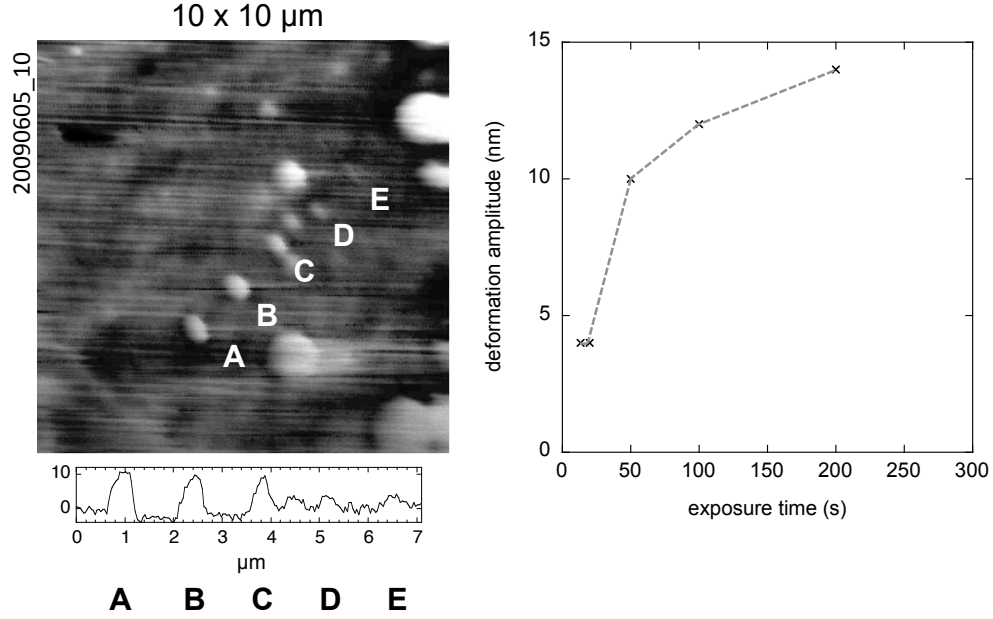 10 x 10 µm
20090605_10
E
D
C
B
A
10
0
0 1 2 3 4 5 6 7
µm
A B C D E
15
10
5
0
deformation amplitude (nm)
0 50 100 150 200 250 300
exposure time (s)